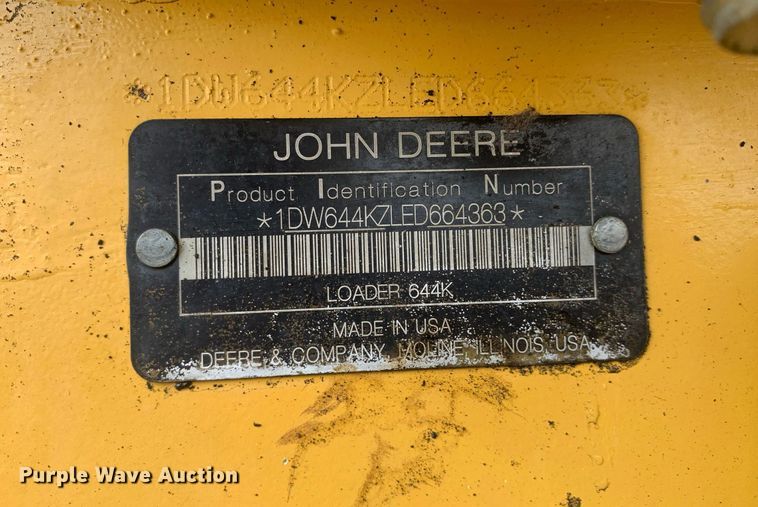 *1DW644KZLED664363*
JOHN DEERE
Product Identification Number
*1DW644KZLED664363*
LOADER 644K
MADE IN USA
DEERE & COMPANY, MOLINE, ILLINOIS, USA
Purple Wave Auction